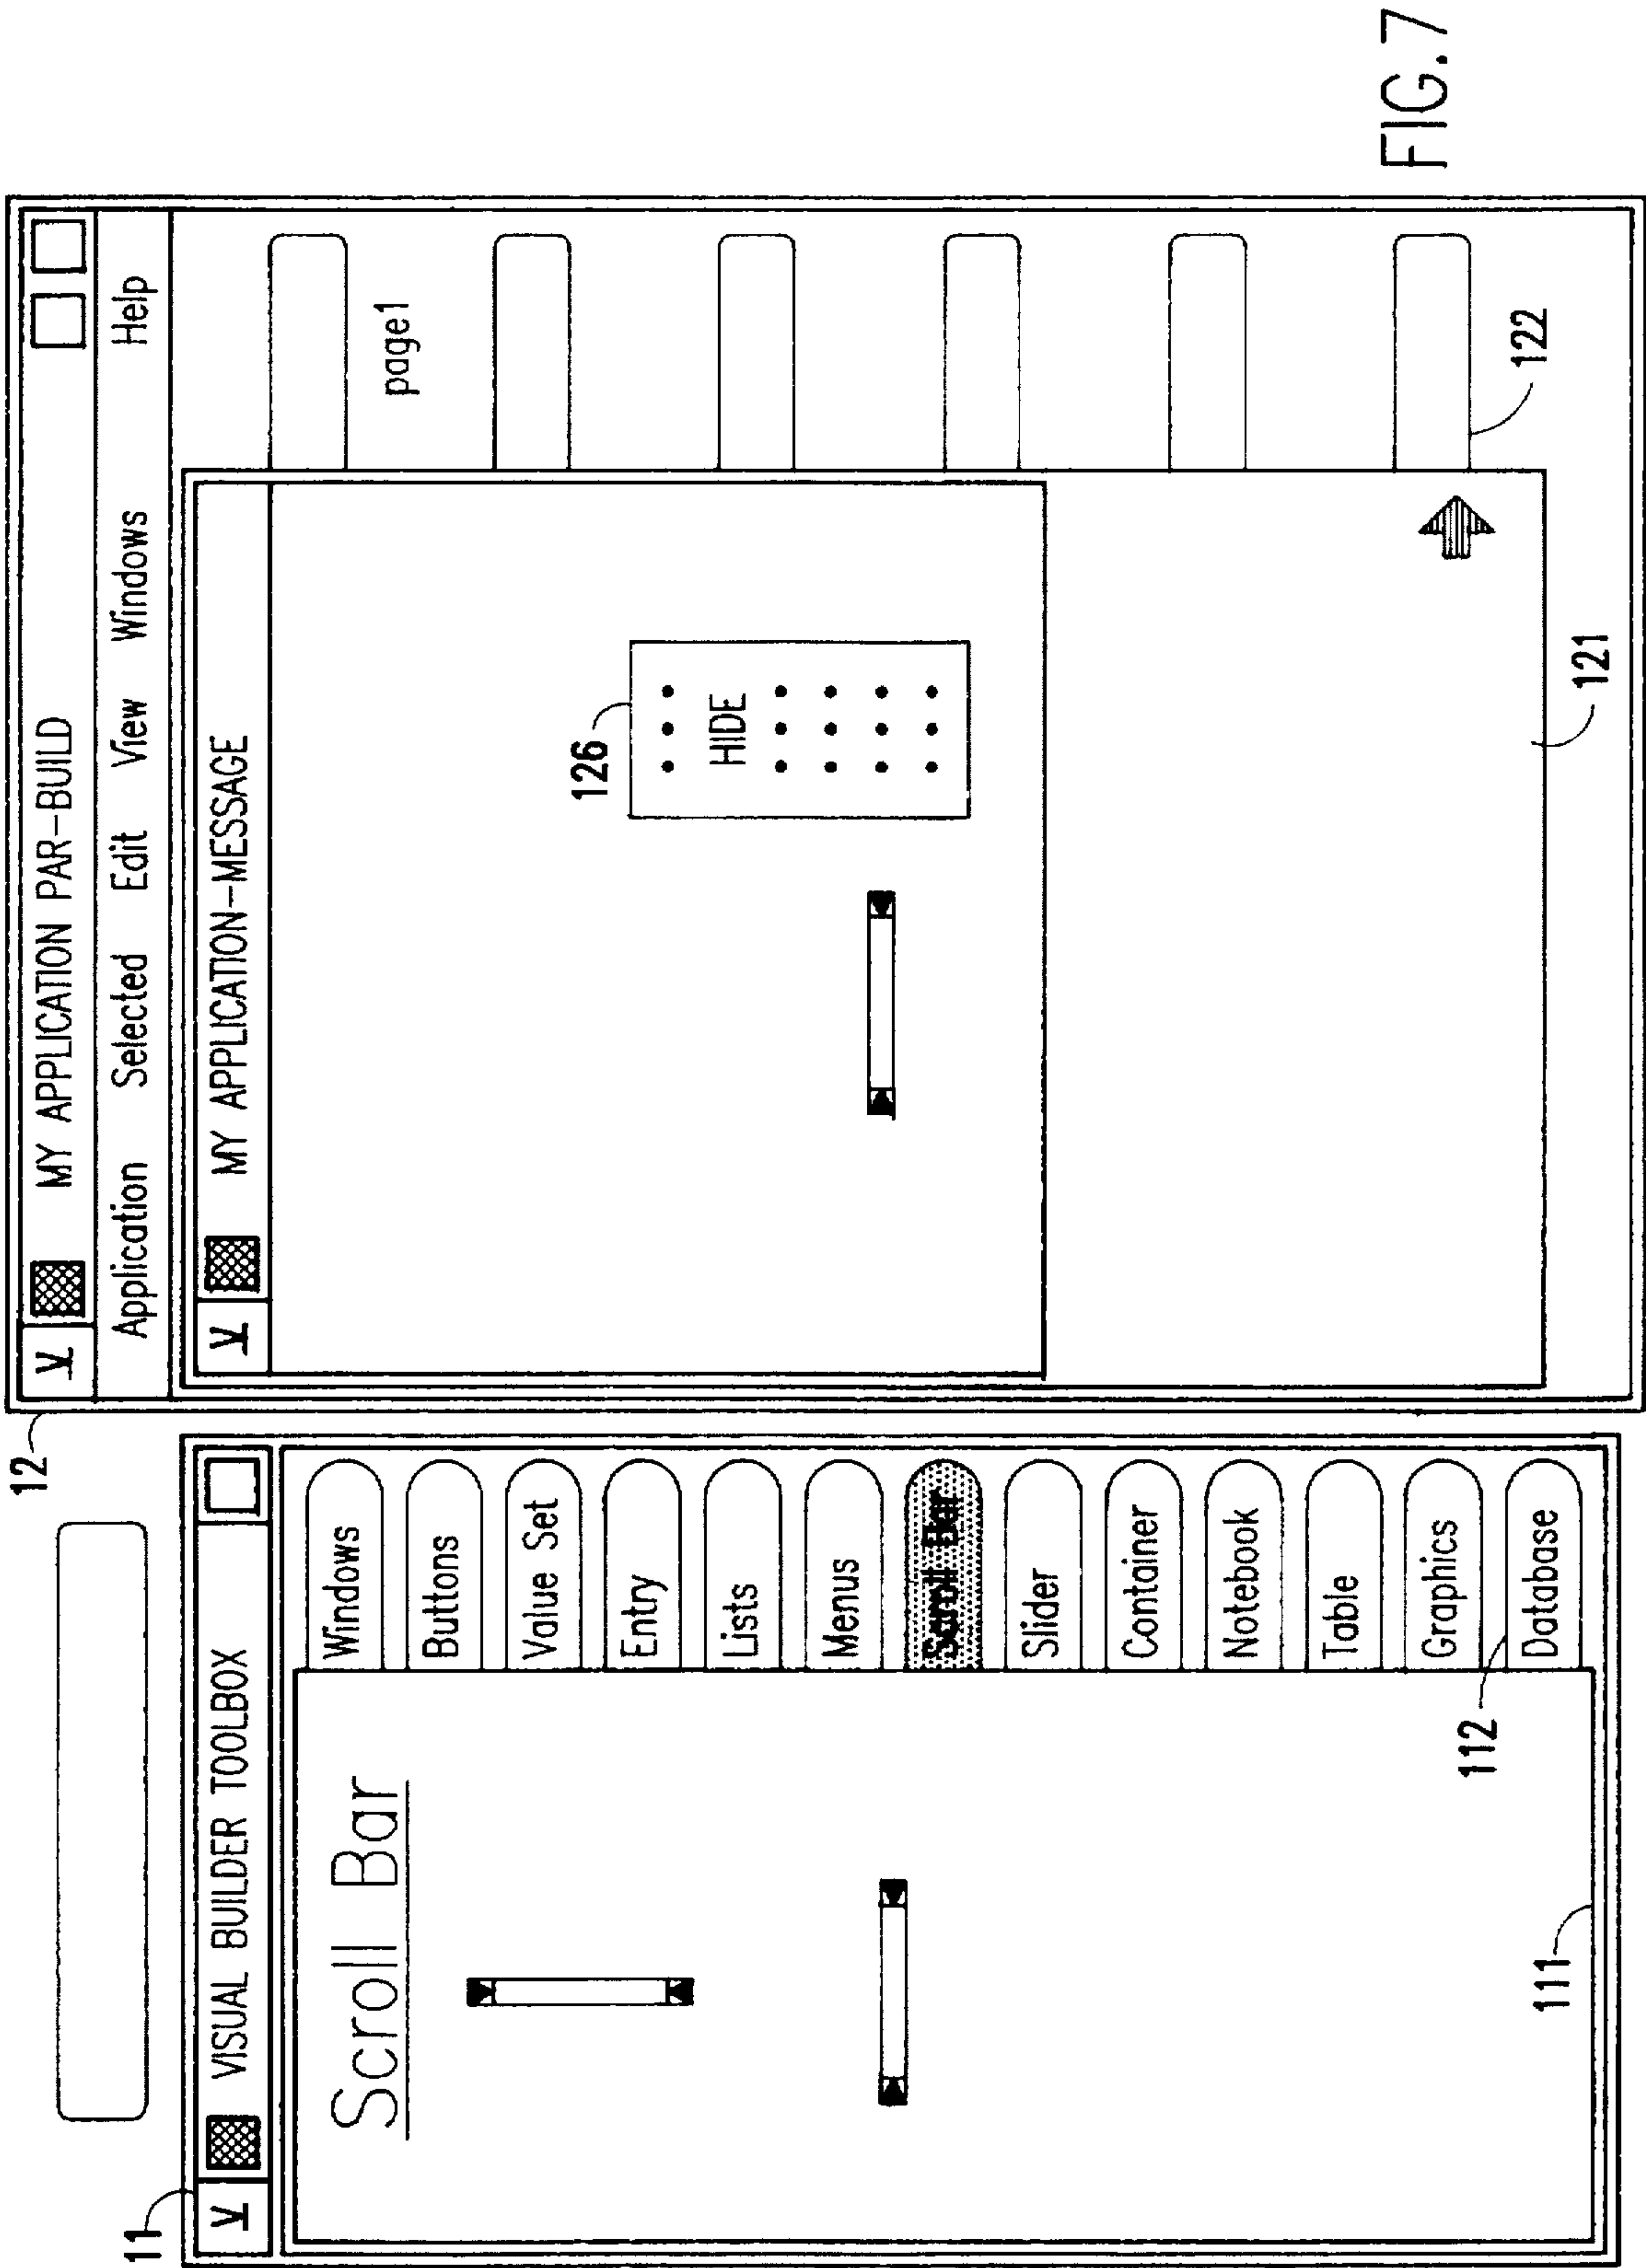 12
MY APPLICATION PAR-BUILD
Application Selected Edit View Windows Help
MY APPLICATION-MESSAGE
page1
126
HIDE
122
121
11
VISUAL BUILDER TOOLBOX
Scroll Bar
Windows
Buttons
Value Set
Entry
Lists
Menus
Scroll Bar
Slider
Container
Notebook
Table
Graphics
Database
112
111
FIG.7